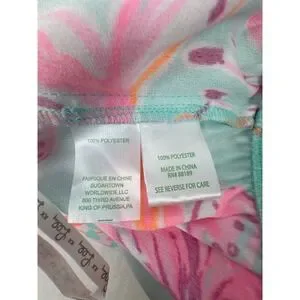 100% POLYESTER
FABRIQUE EN CHINE
SUGARTOWN
WORLDWIDE, LLC
800 THIRD AVENUE
KING OF PRUSSIA, PA
100% POLYESTER
MADE IN CHINA
RN# 88189
SEE REVERSE FOR CARE